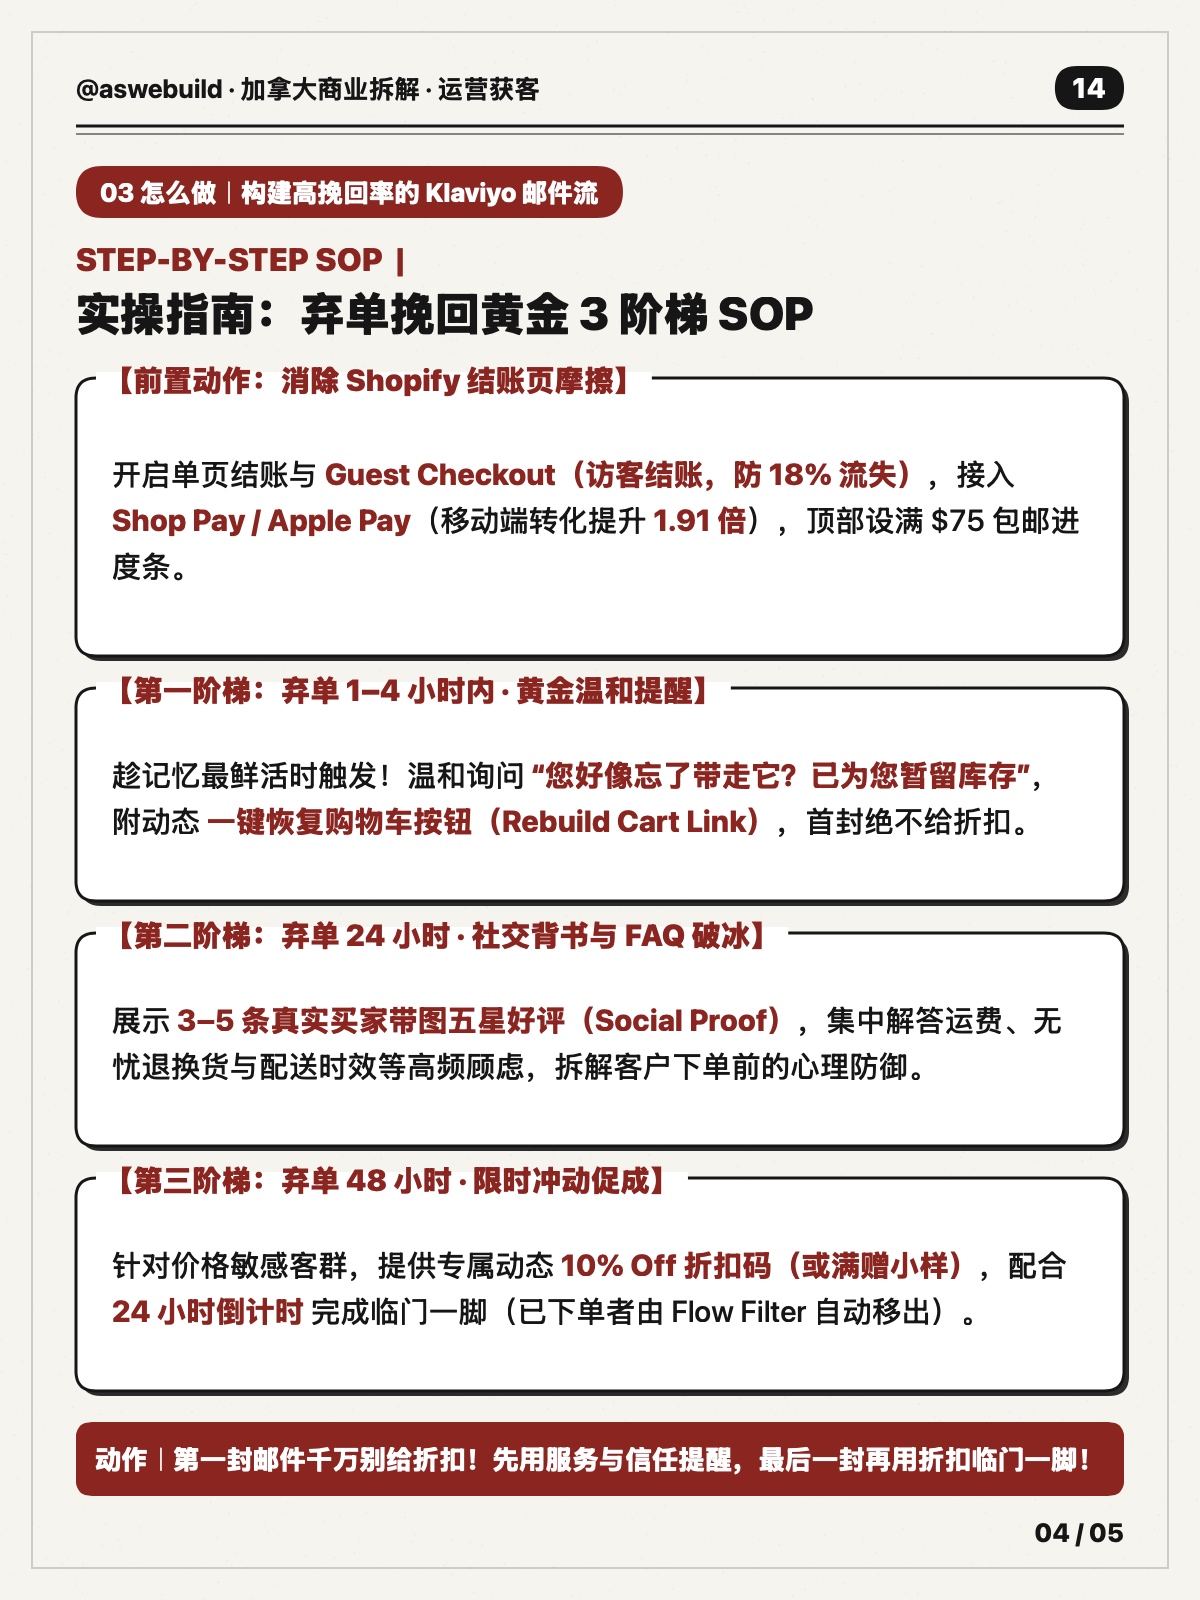 @aswebuild · 加拿大商业拆解 · 运营获客
14
03 怎么做｜构建高挽回率的 Klaviyo 邮件流
STEP-BY-STEP SOP |
实操指南：弃单挽回黄金 3 阶梯 SOP
【前置动作：消除 Shopify 结账页摩擦】
开启单页结账与 Guest Checkout（访客结账，防 18% 流失），接入
Shop Pay / Apple Pay（移动端转化提升 1.91 倍），顶部设满 $75 包邮进
度条。
【第一阶梯：弃单 1–4 小时内 · 黄金温和提醒】
趁记忆最鲜活时触发！温和询问 “您好像忘了带走它？已为您暂留库存”，
附动态 一键恢复购物车按钮（Rebuild Cart Link），首封绝不给折扣。
【第二阶梯：弃单 24 小时 · 社交背书与 FAQ 破冰】
展示 3–5 条真实买家带图五星好评（Social Proof），集中解答运费、无
忧退换货与配送时效等高频顾虑，拆解客户下单前的心理防御。
【第三阶梯：弃单 48 小时 · 限时冲动促成】
针对价格敏感客群，提供专属动态 10% Off 折扣码（或满赠小样），配合
24 小时倒计时 完成临门一脚（已下单者由 Flow Filter 自动移出）。
动作｜第一封邮件千万别给折扣！先用服务与信任提醒，最后一封再用折扣临门一脚！
04 / 05